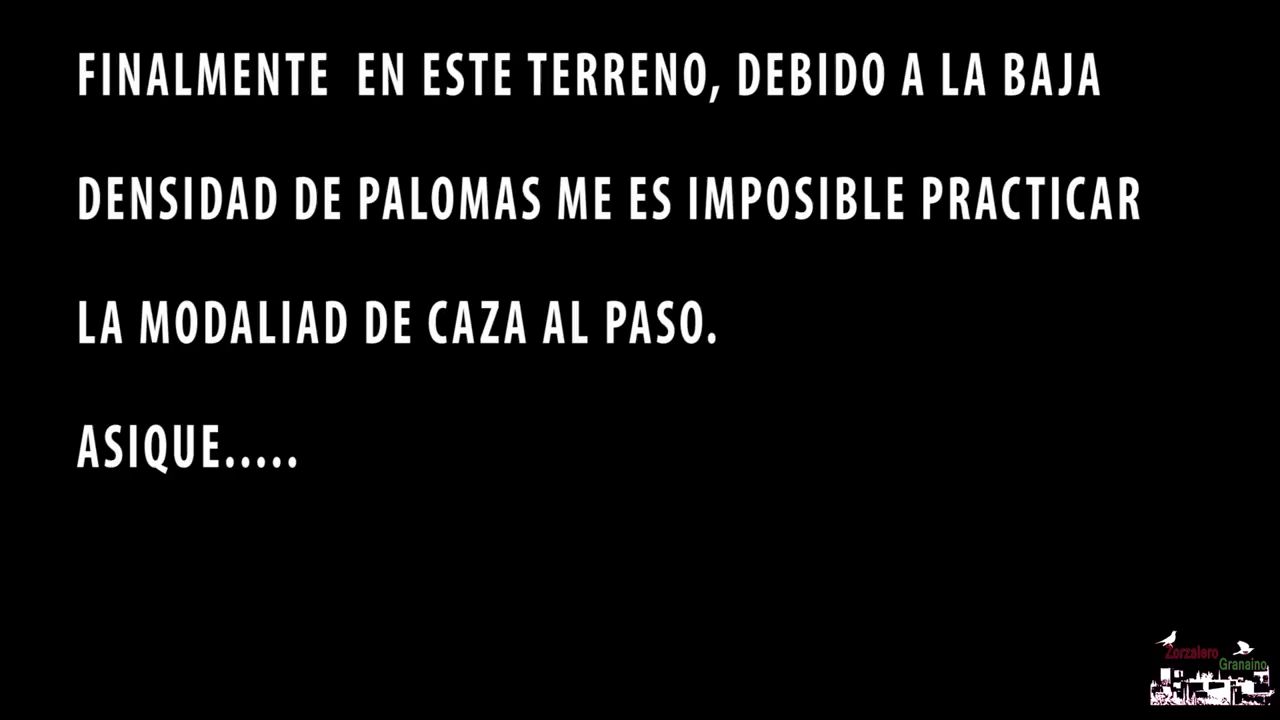 FINALMENTE EN ESTE TERRENO, DEBIDO A LA BAJA
DENSIDAD DE PALOMAS ME ES IMPOSIBLE PRACTICAR
LA MODALIAD DE CAZA AL PASO.
ASIQUE.....
Zorzalero
Granaino